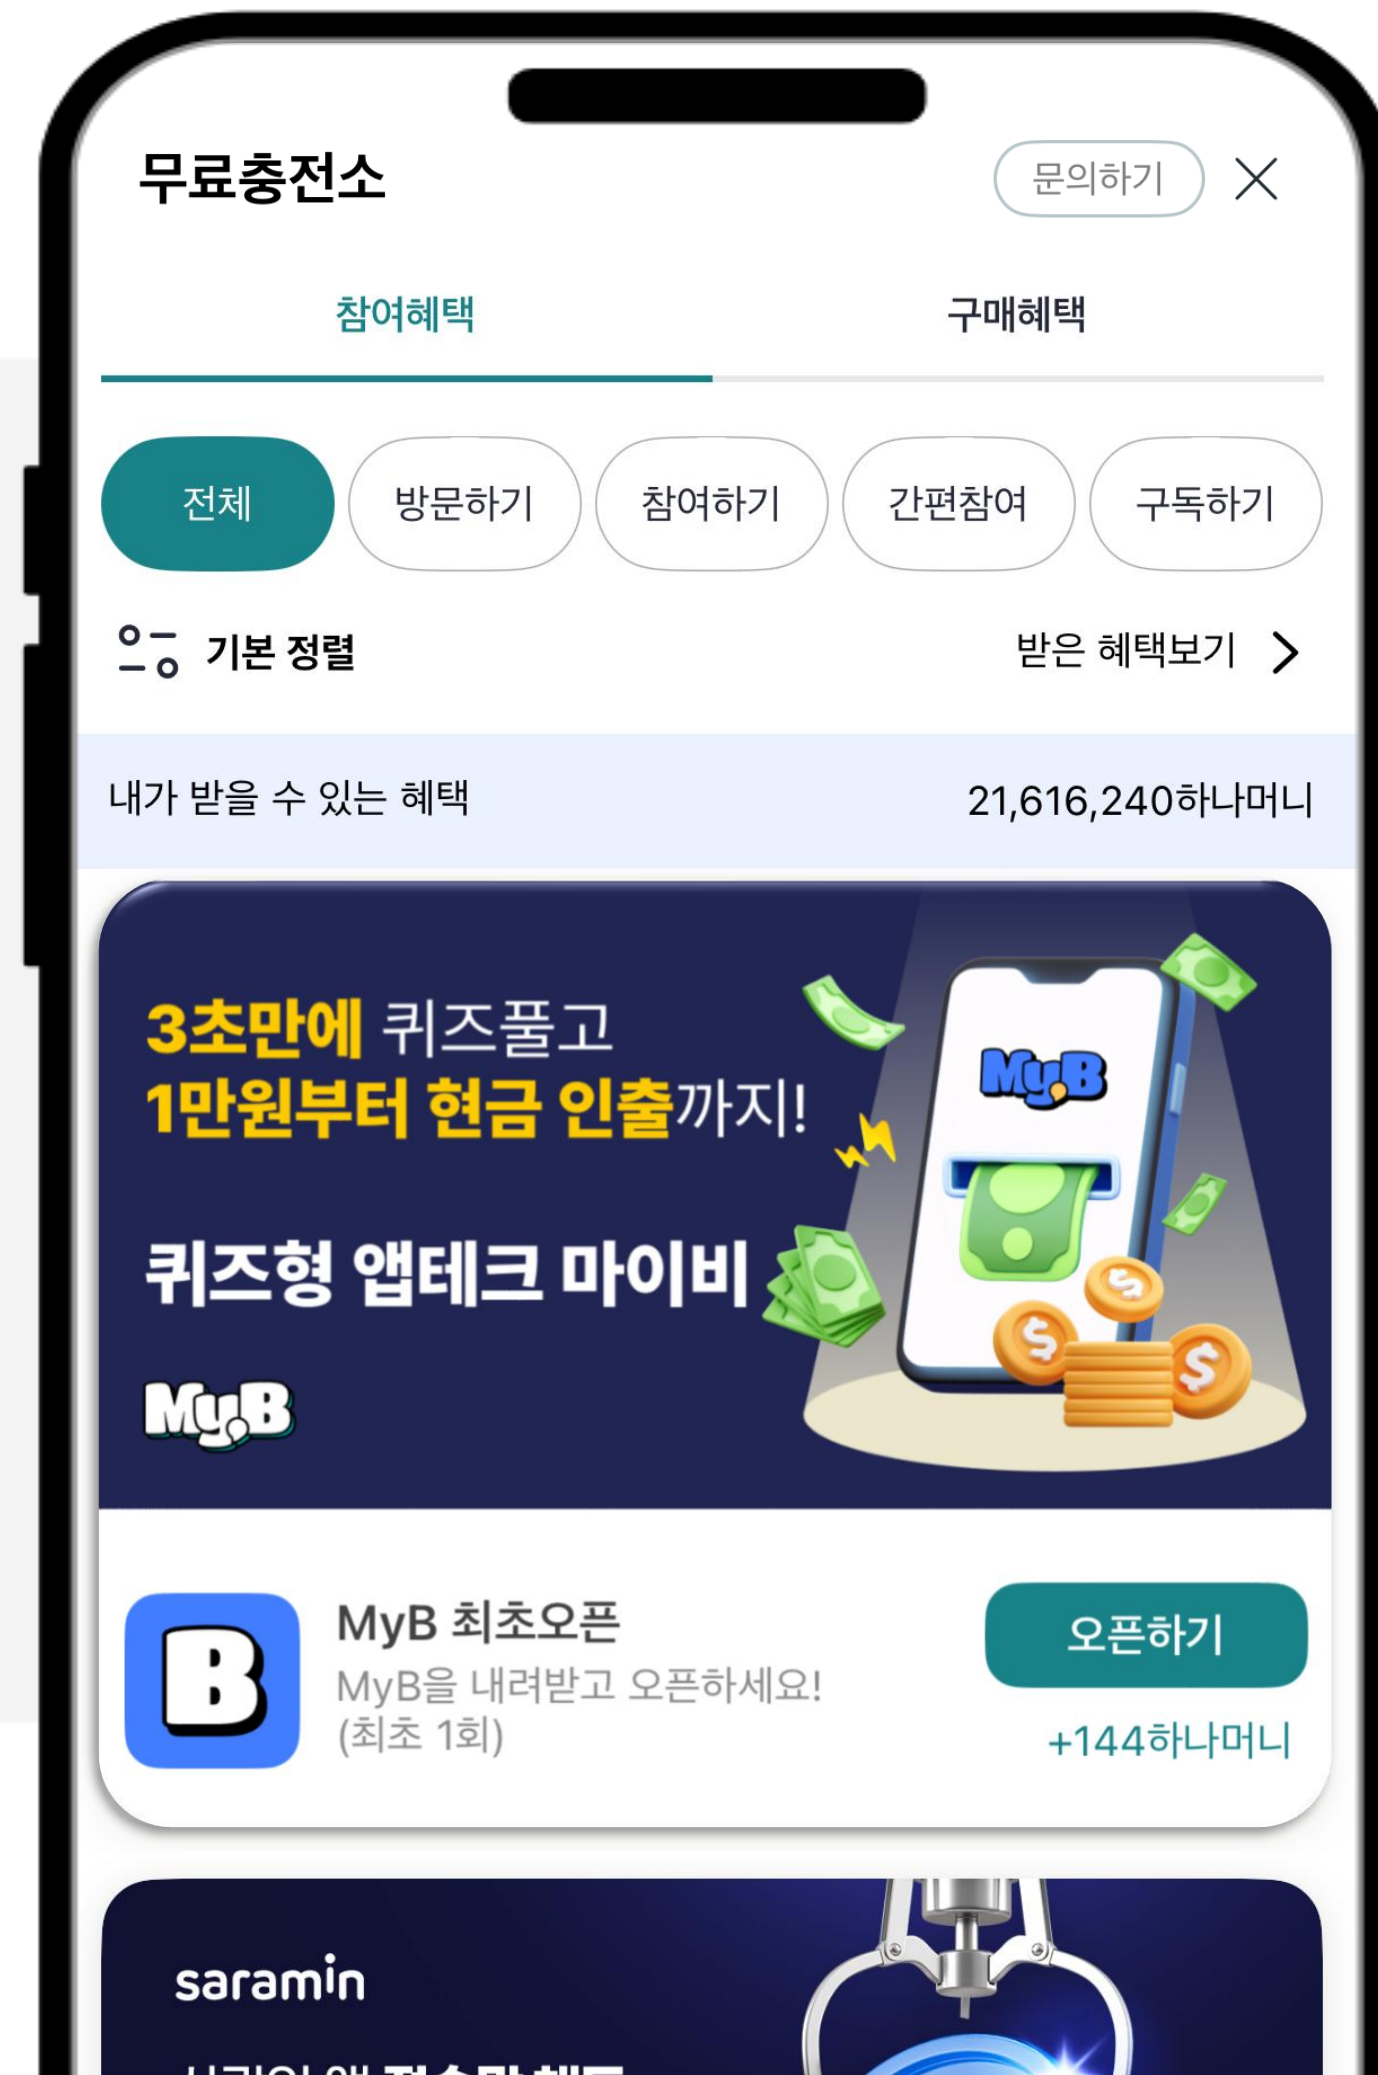 무료충전소
문의하기
참여혜택
구매혜택
전체
방문하기
참여하기
간편참여
구독하기
기본 정렬
받은 혜택보기
내가 받을 수 있는 혜택
21,616,240하나머니
3초만에 퀴즈풀고
1만원부터 현금 인출까지!
퀴즈형 앱테크 마이비
MyB
MyB
B
MyB 최초오픈
MyB을 내려받고 오픈하세요!
(최초 1회)
오픈하기
+144하나머니
saramin